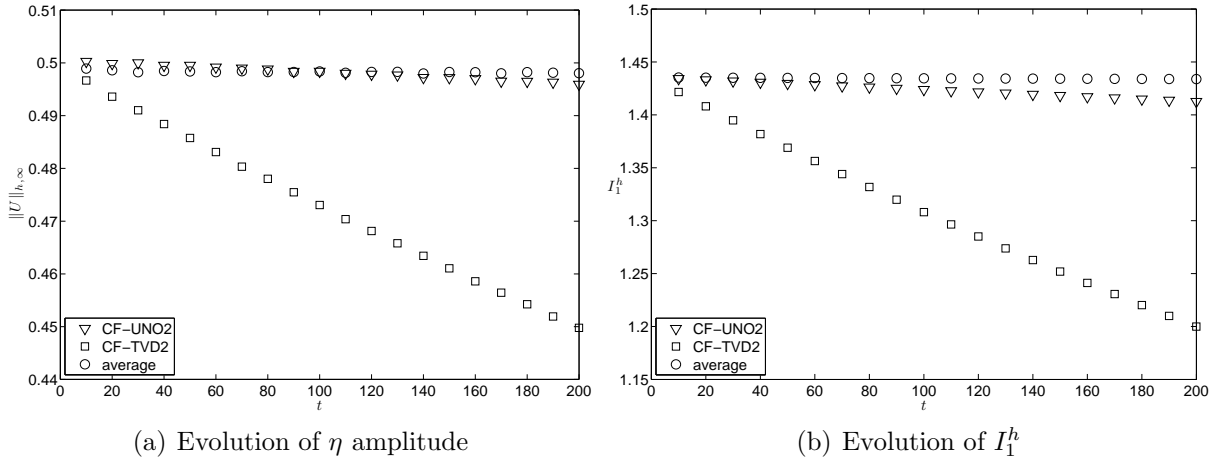 0.51
0.5
0.49
0.48
0.47
0.46
0.45
0.44
‖U‖h,∞
0 20 40 60 80 100 120 140 160 180 200
t
CF−UNO2
CF−TVD2
average
(a) Evolution of η amplitude
1.5
1.45
1.4
1.35
1.3
1.25
1.2
1.15
I₁ʰ
0 20 40 60 80 100 120 140 160 180 200
t
CF−UNO2
CF−TVD2
average
(b) Evolution of I₁ʰ